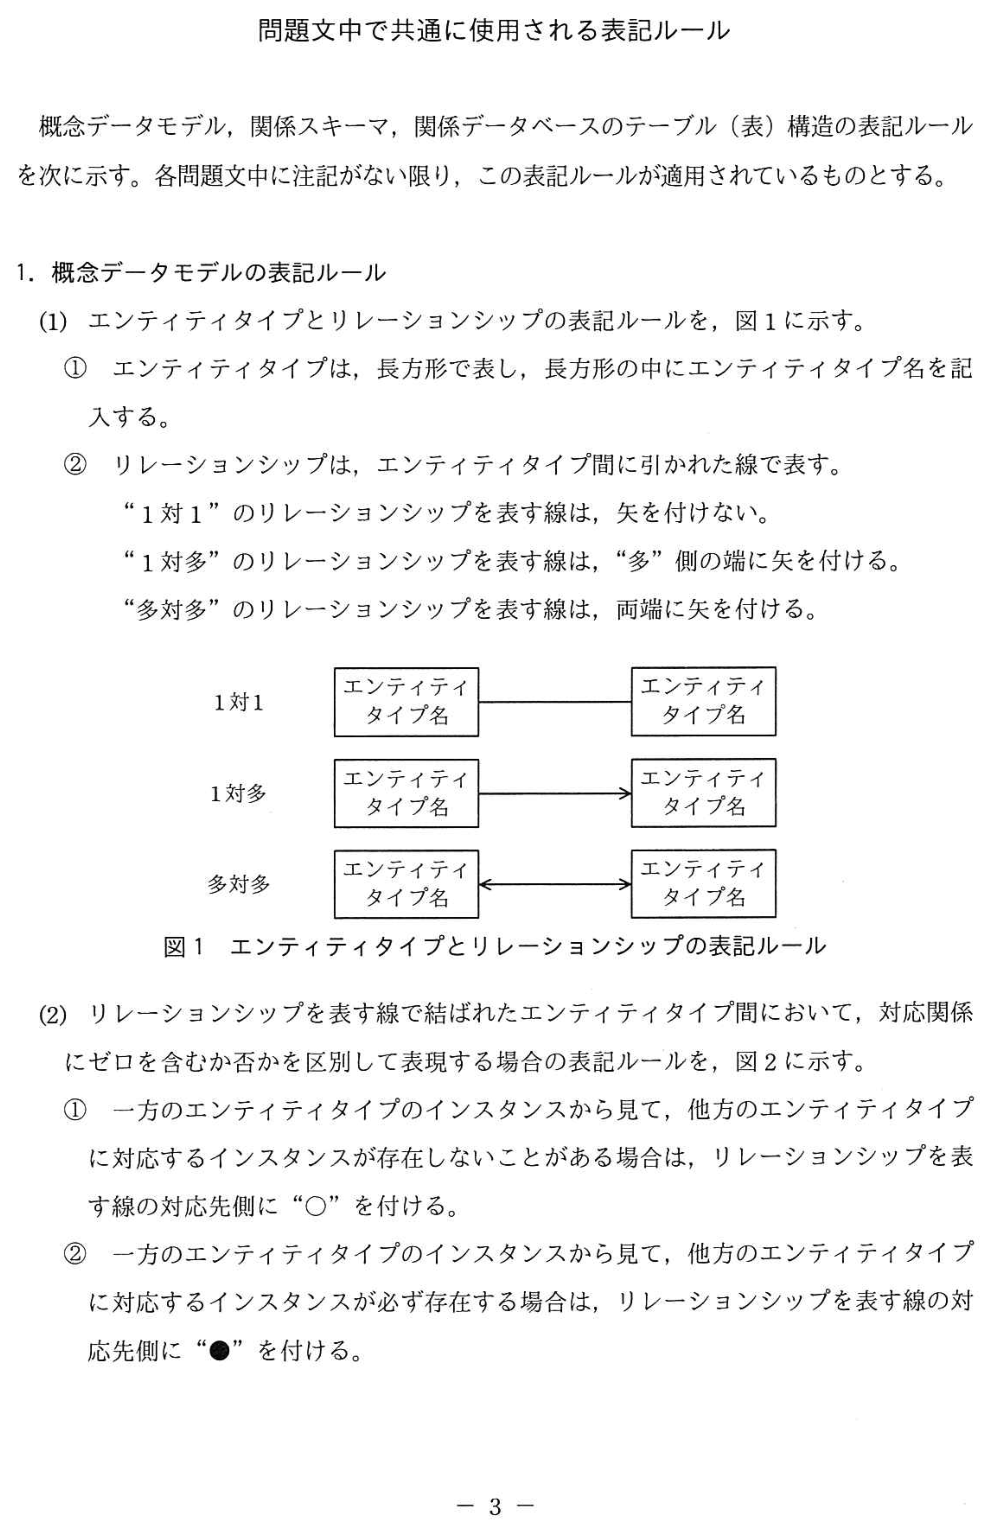 問題文中で共通に使用される表記ルール
概念データモデル，関係スキーマ，関係データベースのテーブル（表）構造の表記ルール
を次に示す。各問題文中に注記がない限り，この表記ルールが適用されているものとする。
1．概念データモデルの表記ルール
(1) エンティティタイプとリレーションシップの表記ルールを，図1に示す。
① エンティティタイプは，長方形で表し，長方形の中にエンティティタイプ名を記
入する。
② リレーションシップは，エンティティタイプ間に引かれた線で表す。
“1対1”のリレーションシップを表す線は，矢を付けない。
“1対多”のリレーションシップを表す線は，“多”側の端に矢を付ける。
“多対多”のリレーションシップを表す線は，両端に矢を付ける。
1対1
エンティティ
タイプ名
エンティティ
タイプ名
1対多
エンティティ
タイプ名
エンティティ
タイプ名
多対多
エンティティ
タイプ名
エンティティ
タイプ名
図1 エンティティタイプとリレーションシップの表記ルール
(2) リレーションシップを表す線で結ばれたエンティティタイプ間において，対応関係
にゼロを含むか否かを区別して表現する場合の表記ルールを，図2に示す。
① 一方のエンティティタイプのインスタンスから見て，他方のエンティティタイプ
に対応するインスタンスが存在しないことがある場合は，リレーションシップを表
す線の対応先側に“○”を付ける。
② 一方のエンティティタイプのインスタンスから見て，他方のエンティティタイプ
に対応するインスタンスが必ず存在する場合は，リレーションシップを表す線の対
応先側に“●”を付ける。
－ 3 －